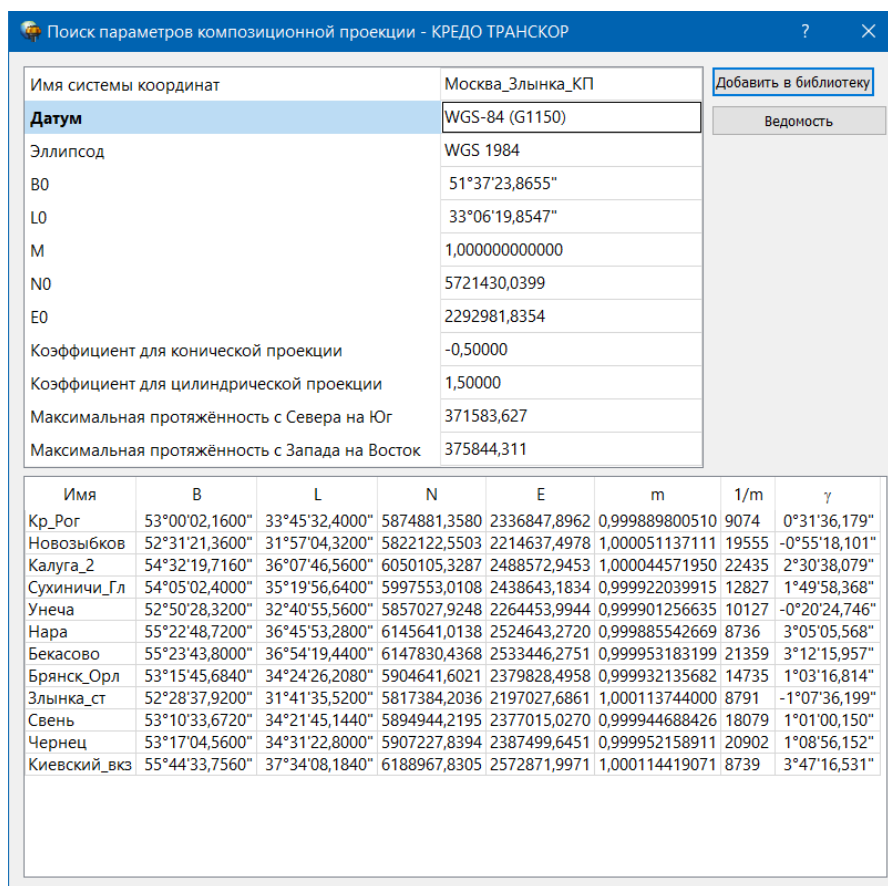 Поиск параметров композиционной проекции - КРЕДО ТРАНСКОР ? ×
Имя системы координат Москва_Злынка_КП Добавить в библиотеку
Датум WGS-84 (G1150) Ведомость
Эллипсод WGS 1984
B0 51°37'23,8655"
L0 33°06'19,8547"
M 1,000000000000
N0 5721430,0399
E0 2292981,8354
Коэффициент для конической проекции -0,50000
Коэффициент для цилиндрической проекции 1,50000
Максимальная протяжённость с Севера на Юг 371583,627
Максимальная протяжённость с Запада на Восток 375844,311
Имя B L N E m 1/m γ
Кр_Рог 53°00'02,1600" 33°45'32,4000" 5874881,3580 2336847,8962 0,999889800510 9074 0°31'36,179"
Новозыбков 52°31'21,3600" 31°57'04,3200" 5822122,5503 2214637,4978 1,000051137111 19555 -0°55'18,101"
Калуга_2 54°32'19,7160" 36°07'46,5600" 6050105,3287 2488572,9453 1,000044571950 22435 2°30'38,079"
Сухиничи_Гл 54°05'02,4000" 35°19'56,6400" 5997553,0108 2438643,1834 0,999922039915 12827 1°49'58,368"
Унеча 52°50'28,3200" 32°40'55,5600" 5857027,9248 2264453,9944 0,999901256635 10127 -0°20'24,746"
Нара 55°22'48,7200" 36°45'53,2800" 6145641,0138 2524643,2720 0,999885542669 8736 3°05'05,568"
Бекасово 55°23'43,8000" 36°54'19,4400" 6147830,4368 2533446,2751 0,999953183199 21359 3°12'15,957"
Брянск_Орл 53°15'45,6840" 34°24'26,2080" 5904641,6021 2379828,4958 0,999932135682 14735 1°03'16,814"
Злынка_ст 52°28'37,9200" 31°41'35,5200" 5817384,2036 2197027,6861 1,000113744000 8791 -1°07'36,199"
Свень 53°10'33,6720" 34°21'45,1440" 5894944,2195 2377015,0270 0,999944688426 18079 1°01'00,150"
Чернец 53°17'04,5600" 34°31'22,8000" 5907227,8394 2387499,6451 0,999952158911 20902 1°08'56,152"
Киевский_вкз 55°44'33,7560" 37°34'08,1840" 6188967,8305 2572871,9971 1,000114419071 8739 3°47'16,531"